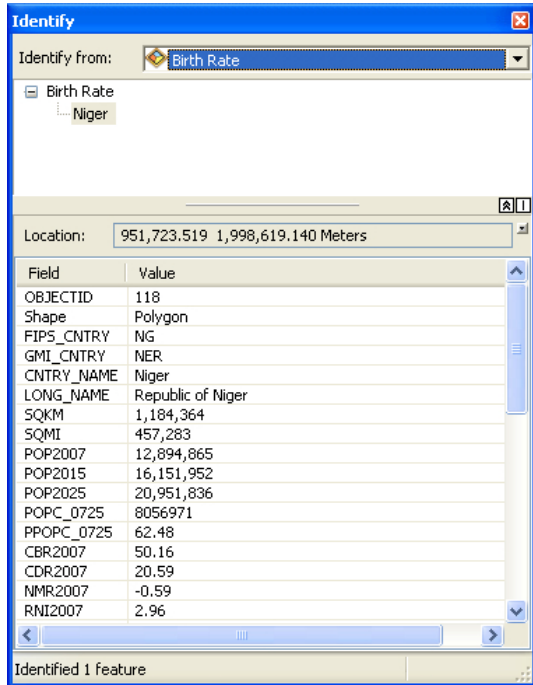 Identify
Identify from: Birth Rate
Birth Rate
Niger
Location: 951,723.519 1,998,619.140 Meters
Field Value
OBJECTID 118
Shape Polygon
FIPS_CNTRY NG
GMI_CNTRY NER
CNTRY_NAME Niger
LONG_NAME Republic of Niger
SQKM 1,184,364
SQMI 457,283
POP2007 12,894,865
POP2015 16,151,952
POP2025 20,951,836
POPC_0725 8056971
PPOPC_0725 62.48
CBR2007 50.16
CDR2007 20.59
NMR2007 -0.59
RNI2007 2.96
Identified 1 feature